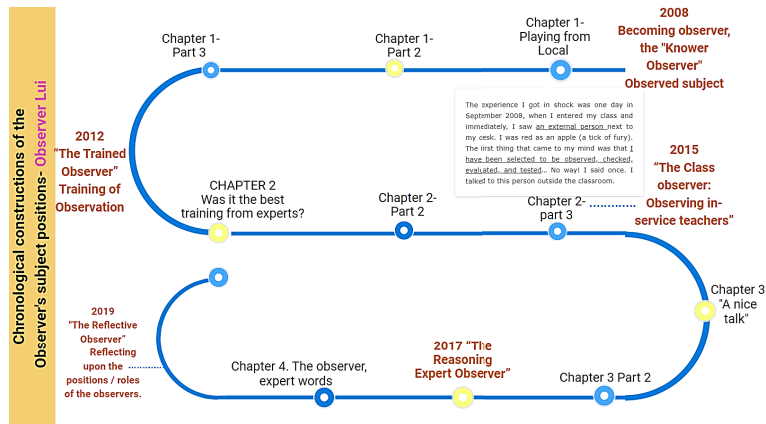 Chronological constructions of the
Observer's subject positions- Observer Lui
Chapter 1-
Part 3
Chapter 1-
Part 2
Chapter 1-
Playing from
Local
2008
Becoming observer,
the "Knower
Observer"
Observed subject
The experience I got in shock was one day in
September 2008, when I entered my class and
immediately, I saw an external person next to
my cesk. I was red as an apple (a tick of fury).
The first thing that came to my mind was that I
have been selected to be observed, checked,
evaluated, and tested... No way! I said once. I
talked to this person outside the classroom.
2012
“The Trained
Observer”
Training of
Observation
CHAPTER 2
Was it the best
training from experts?
Chapter 2-
Part 2
Chapter 2-
part 3
2015
“The Class
observer:
Observing in-
service teachers”
Chapter 3
"A nice
talk"
2019
"The Reflective
Observer”
Reflecting
upon the
positions / roles
of the observers.
Chapter 4. The observer,
expert words
2017 “The
Reasoning
Expert Observer”
Chapter 3 Part 2